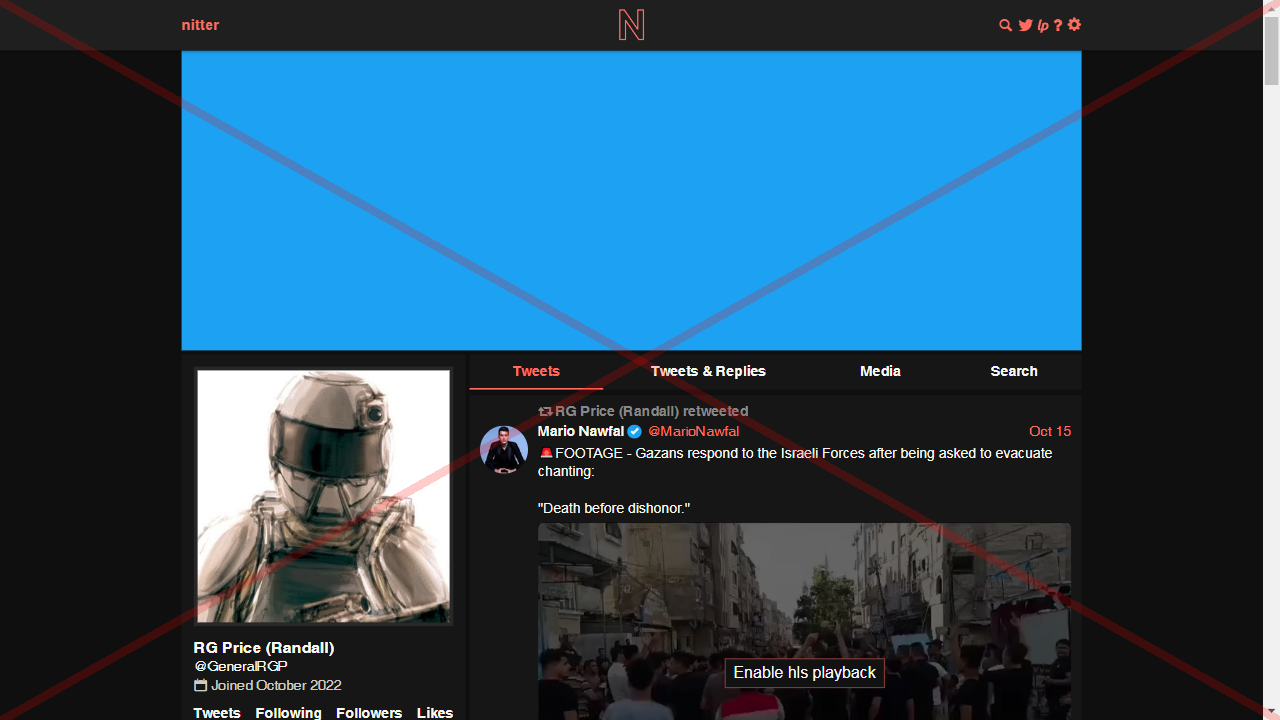 nitter
N
lp ?
Tweets Tweets & Replies Media Search
RG Price (Randall) retweeted
Mario Nawfal @MarioNawfal Oct 15
🚨FOOTAGE - Gazans respond to the Israeli Forces after being asked to evacuate
chanting:
"Death before dishonor."
Enable hls playback
RG Price (Randall)
@GeneralRGP
Joined October 2022
Tweets Following Followers Likes